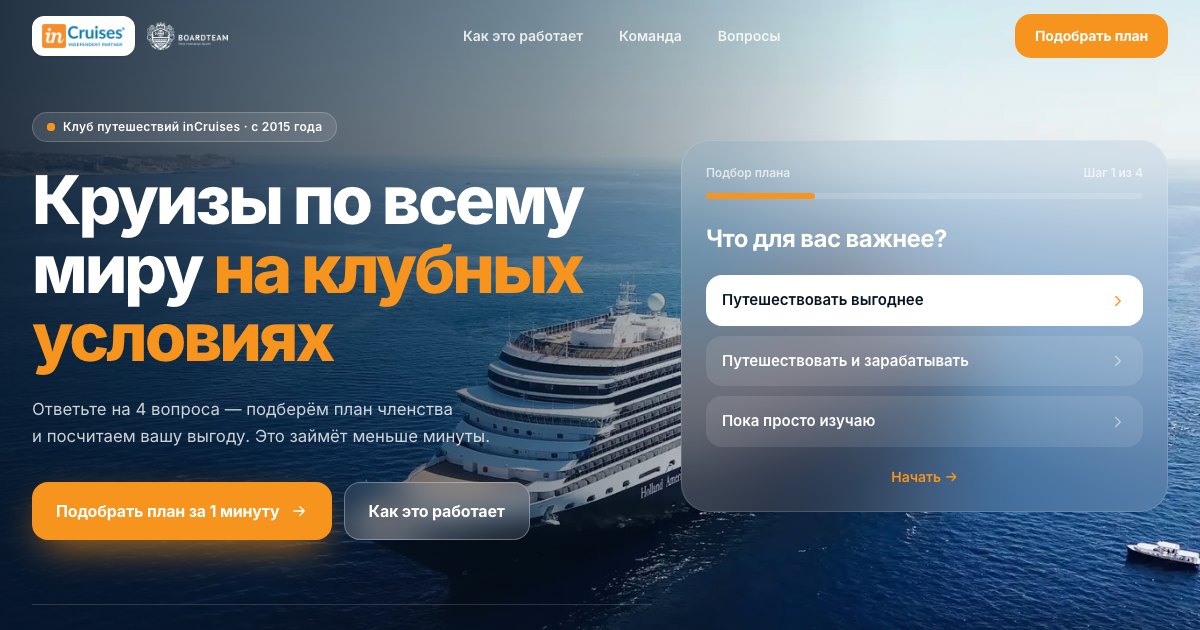 inCruises®
INDEPENDENT PARTNER
BOARDTEAM
Как это работает
Команда
Вопросы
Подобрать план
Клуб путешествий inCruises · с 2015 года
Круизы по всему
миру на клубных
условиях
Ответьте на 4 вопроса — подберём план членства
и посчитаем вашу выгоду. Это займёт меньше минуты.
Подобрать план за 1 минуту →
Как это работает
Подбор плана
Шаг 1 из 4
Что для вас важнее?
Путешествовать выгоднее
Путешествовать и зарабатывать
Пока просто изучаю
Начать →
Holland Amer